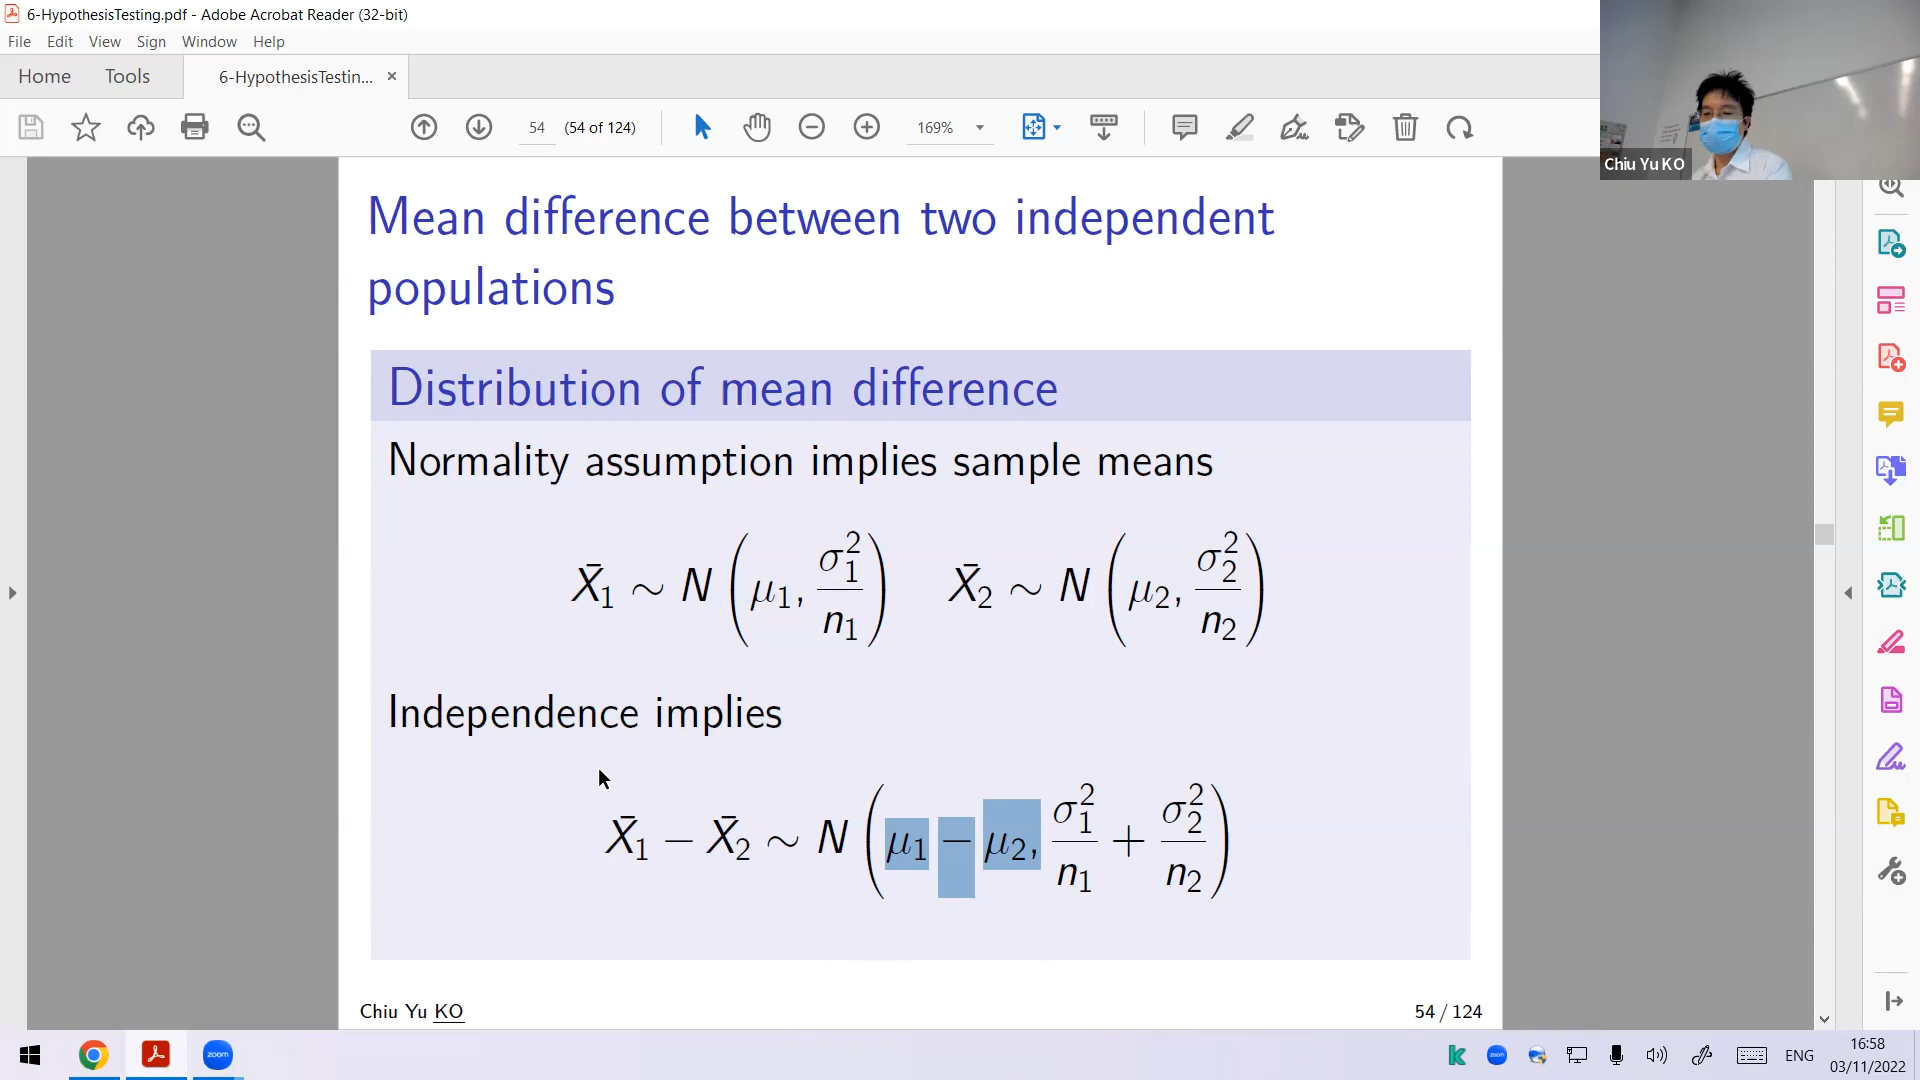 6-HypothesisTesting.pdf - Adobe Acrobat Reader (32-bit)
File Edit View Sign Window Help
Home Tools 6-HypothesisTestin... ×
54 (54 of 124) 169%
Chiu Yu KO
Mean difference between two independent
populations
Distribution of mean difference
Normality assumption implies sample means
X̄₁ ∼ N (μ₁, σ₁²/n₁) X̄₂ ∼ N (μ₂, σ₂²/n₂)
Independence implies
X̄₁ − X̄₂ ∼ N (μ₁ − μ₂, σ₁²/n₁ + σ₂²/n₂)
Chiu Yu KO 54 / 124
zoom k zoom ENG 16:58
03/11/2022